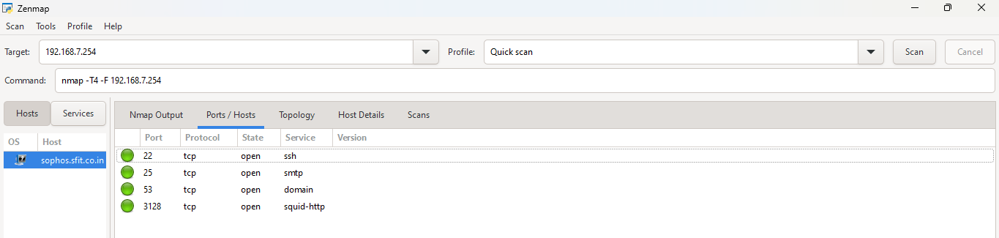 Zenmap
Scan Tools Profile Help
Target: 192.168.7.254 Profile: Quick scan Scan Cancel
Command: nmap -T4 -F 192.168.7.254
Hosts Services
Nmap Output Ports / Hosts Topology Host Details Scans
OS Host
sophos.sfit.co.in
Port Protocol State Service Version
22 tcp open ssh
25 tcp open smtp
53 tcp open domain
3128 tcp open squid-http